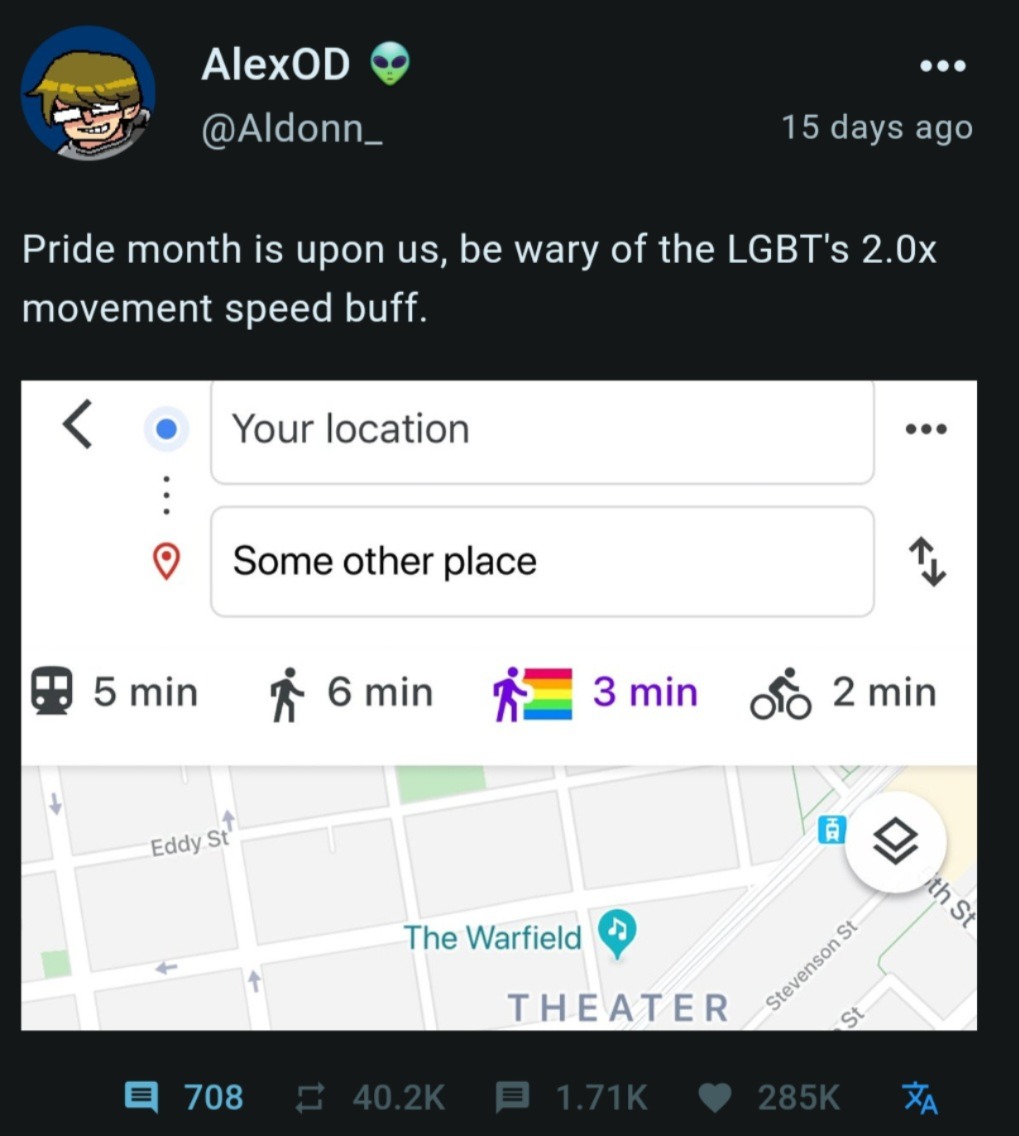 AlexOD 👽
@Aldonn_
15 days ago
Pride month is upon us, be wary of the LGBT's 2.0x
movement speed buff.
Your location
Some other place
5 min 6 min 3 min 2 min
Eddy St
The Warfield
THEATER
Stevenson St
th St
St
708 40.2K 1.71K 285K